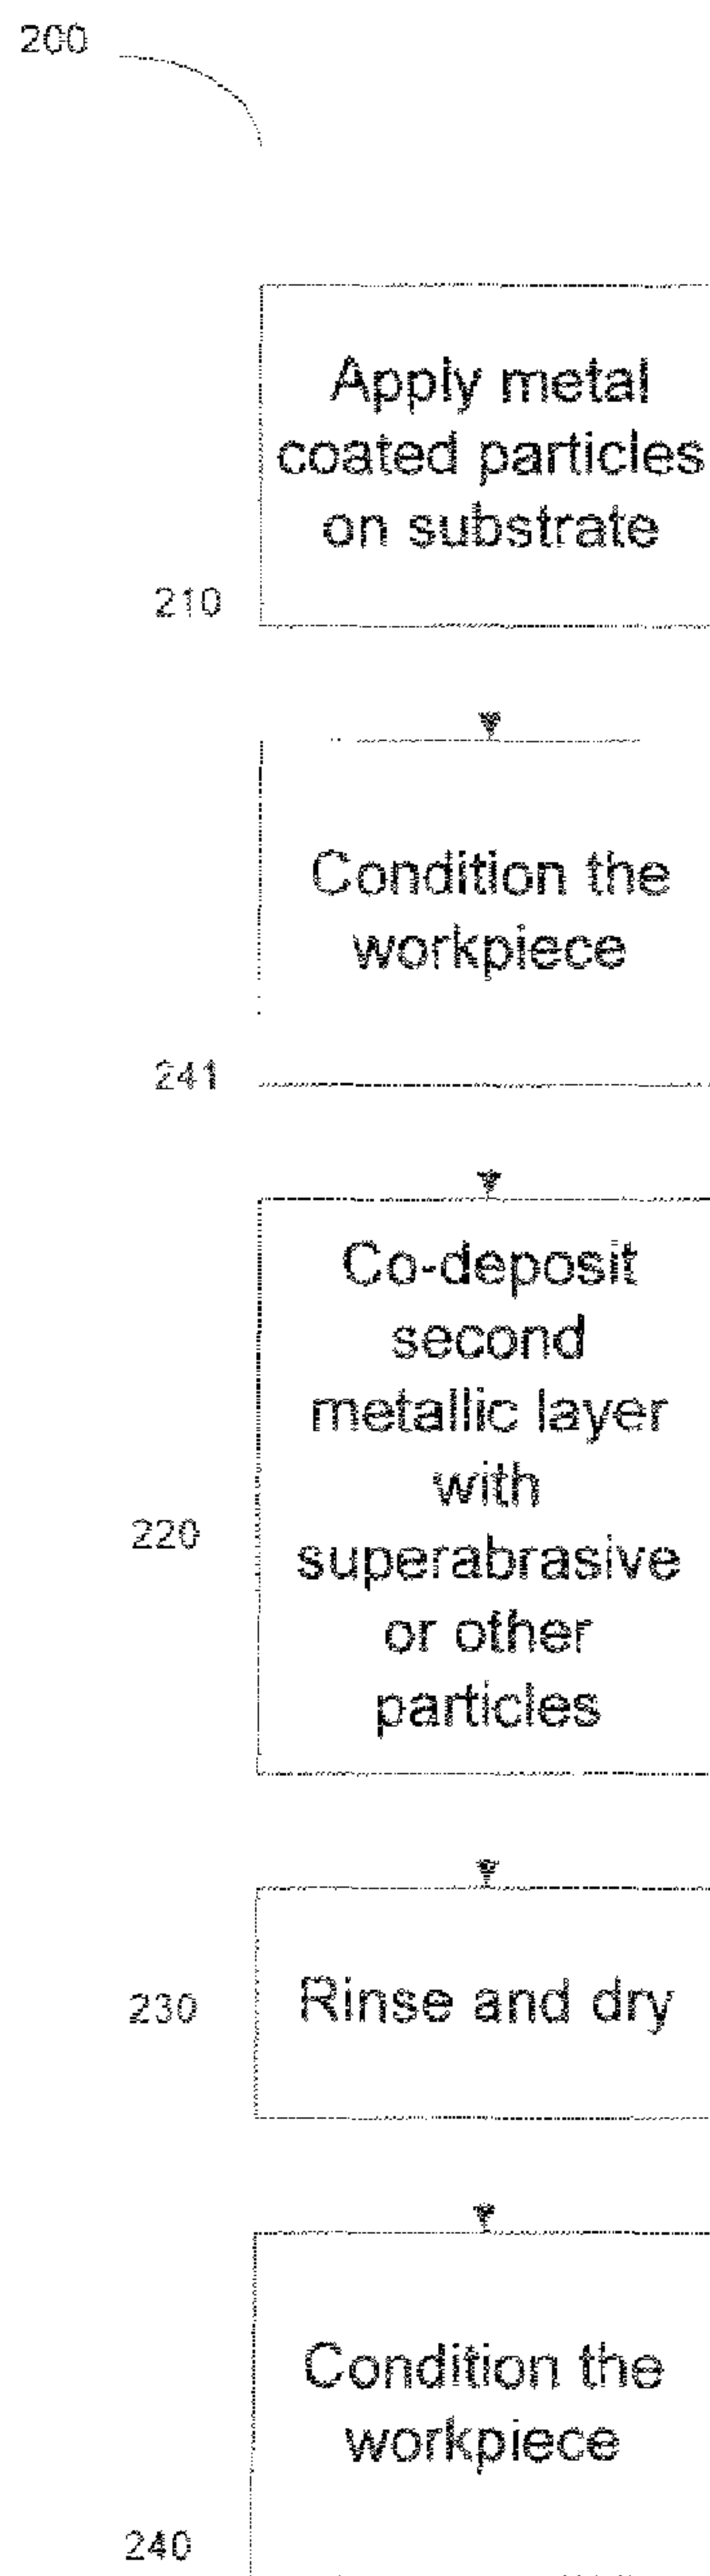 200
Apply metal
coated particles
on substrate
210
Condition the
workpiece
241
Co-deposit
second
metallic layer
with
superabrasive
or other
particles
220
Rinse and dry
230
Condition the
workpiece
240